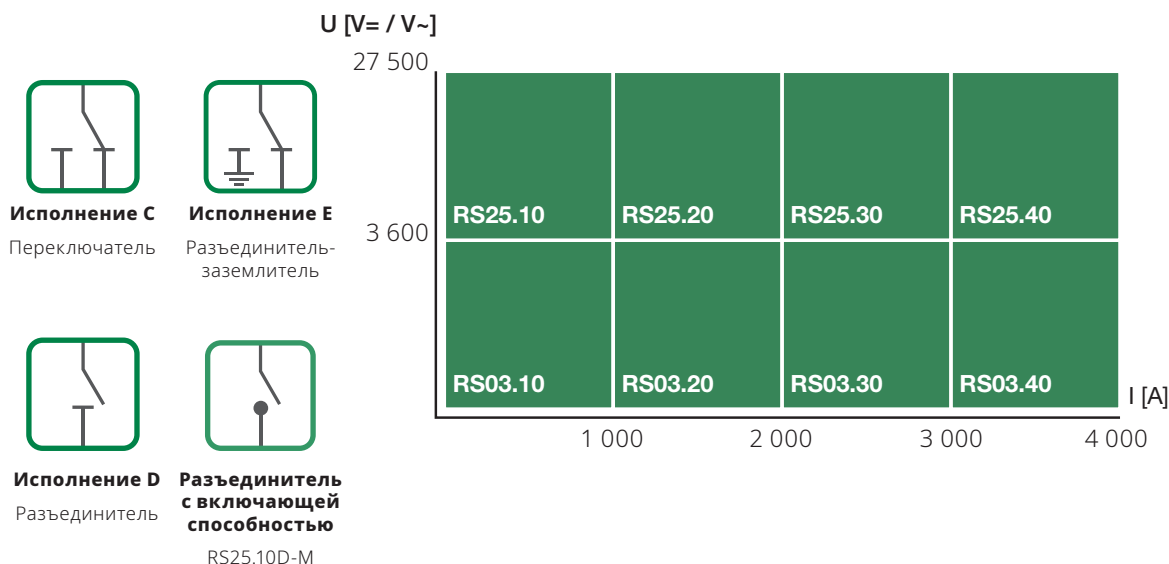 U [V= / V~]
27 500
3 600
RS25.10
RS25.20
RS25.30
RS25.40
RS03.10
RS03.20
RS03.30
RS03.40
I [A]
1 000
2 000
3 000
4 000
Исполнение C
Переключатель
Исполнение E
Разъединитель-
заземлитель
Исполнение D
Разъединитель
Разъединитель
с включающей
способностью
RS25.10D-M